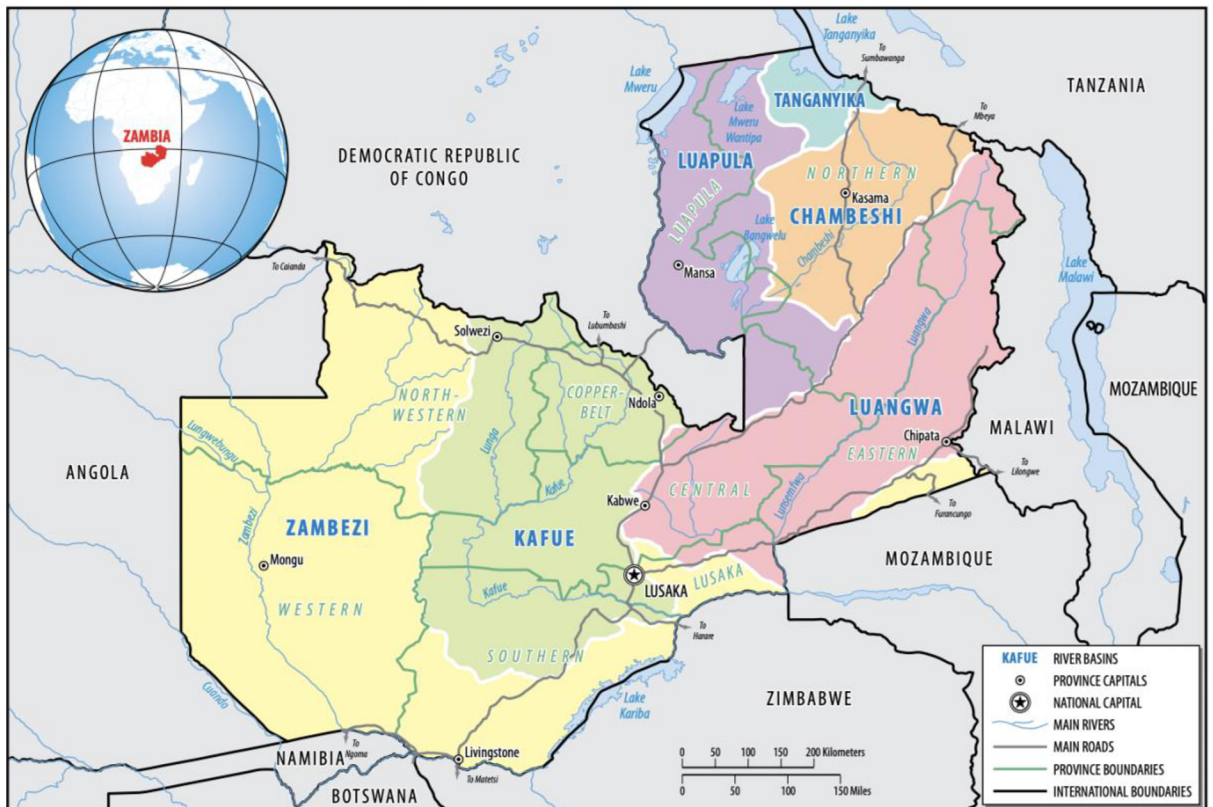 ZAMBIA
DEMOCRATIC REPUBLIC
OF CONGO
Lake
Tanganyika
To
Sumbawanga
TANZANIA
Lake
Mweru
TANGANYIKA
Lake
Mweru
Wantipa
To
Mbeya
LUAPULA
LUAPULA
NORTHERN
Kasama
CHAMBESHI
Chambeshi
Lake
Bangwelu
Mansa
Lake
Malawi
To Caianda
Solwezi
To
Lubumbashi
Luangwa
NORTH-
WESTERN
COPPER-
BELT
Ndola
MOZAMBIQUE
LUANGWA
MALAWI
Chipata
EASTERN
Lungwebungu
Lunga
ANGOLA
To
Lilongwe
Kafue
CENTRAL
Lunsemfwa
Kabwe
To
Furancungo
Zambezi
ZAMBEZI
KAFUE
Mongu
MOZAMBIQUE
LUSAKA
LUSAKA
Kafue
WESTERN
To
Harare
SOUTHERN
Cuando
Lake
Kariba
ZIMBABWE
NAMIBIA
To
Ngoma
Livingstone
To Matetsi
BOTSWANA
0 50 100 150 200 Kilometers
0 50 100 150 Miles
KAFUE RIVER BASINS
PROVINCE CAPITALS
NATIONAL CAPITAL
MAIN RIVERS
MAIN ROADS
PROVINCE BOUNDARIES
INTERNATIONAL BOUNDARIES